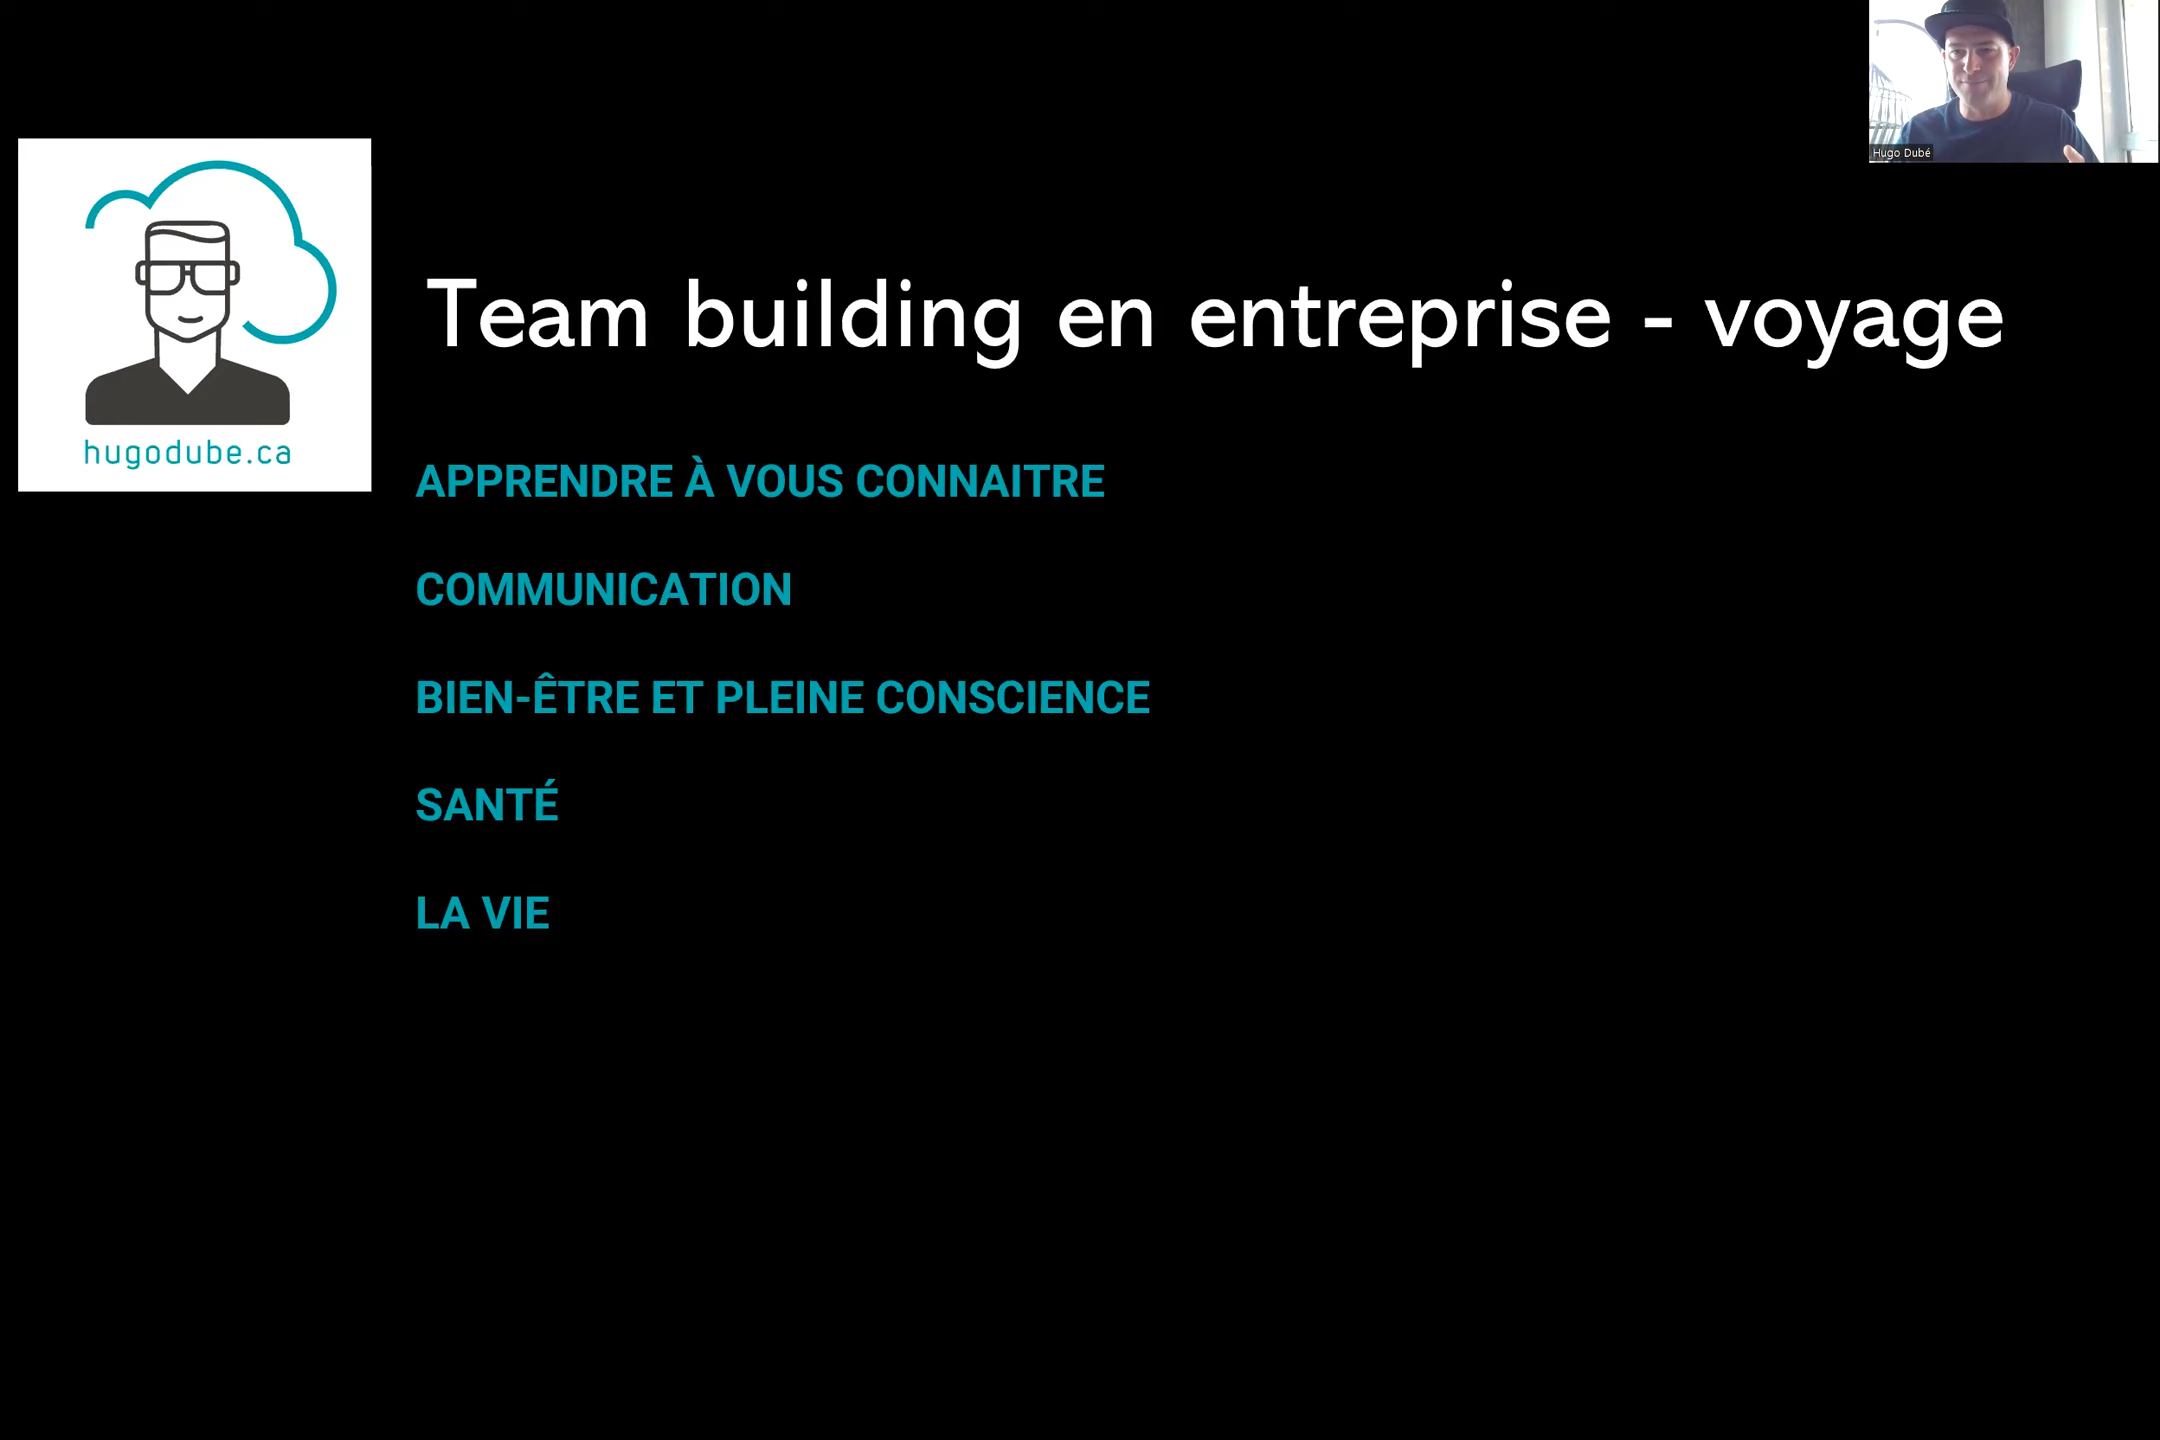 Hugo Dubé
hugodube.ca
Team building en entreprise - voyage
APPRENDRE À VOUS CONNAITRE
COMMUNICATION
BIEN-ÊTRE ET PLEINE CONSCIENCE
SANTÉ
LA VIE